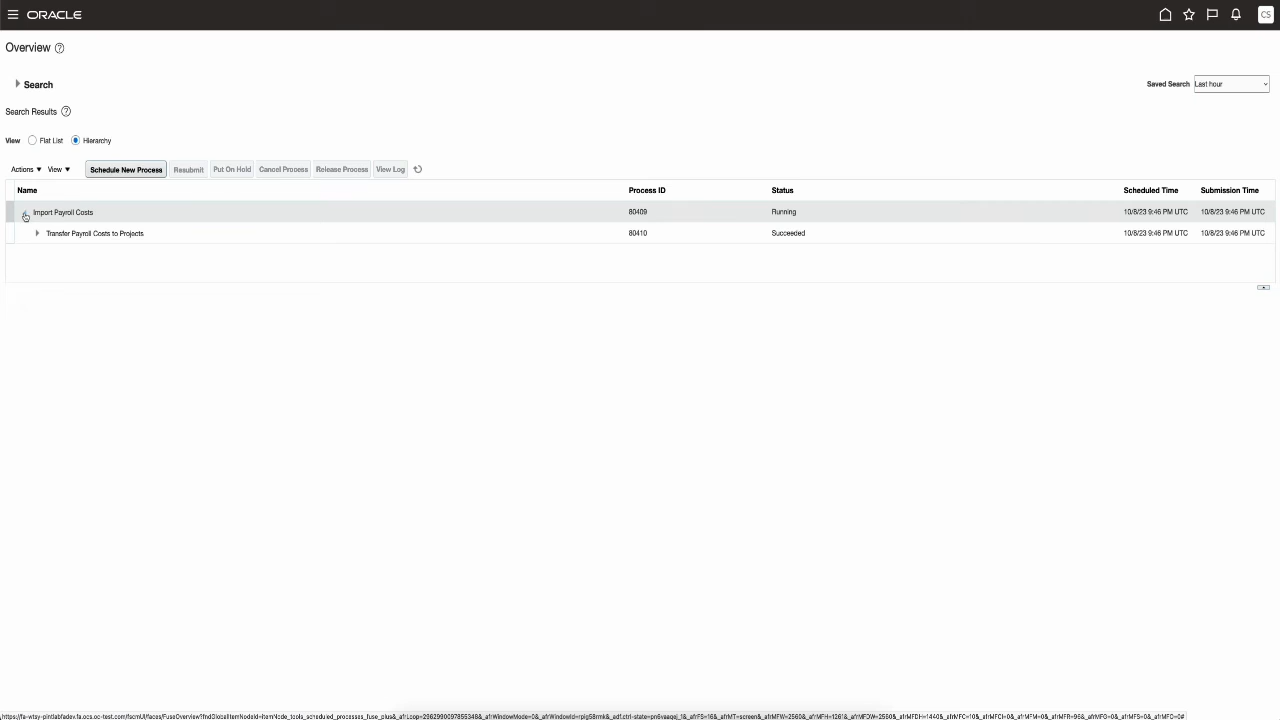 ORACLE
CS
Overview
Search
Saved Search Last hour
Search Results
View Flat List Hierarchy
Actions View Schedule New Process Resubmit Put On Hold Cancel Process Release Process View Log
Name Process ID Status Scheduled Time Submission Time
Import Payroll Costs 80409 Running 10/8/23 9:46 PM UTC 10/8/23 9:46 PM UTC
Transfer Payroll Costs to Projects 80410 Succeeded 10/8/23 9:46 PM UTC 10/8/23 9:46 PM UTC